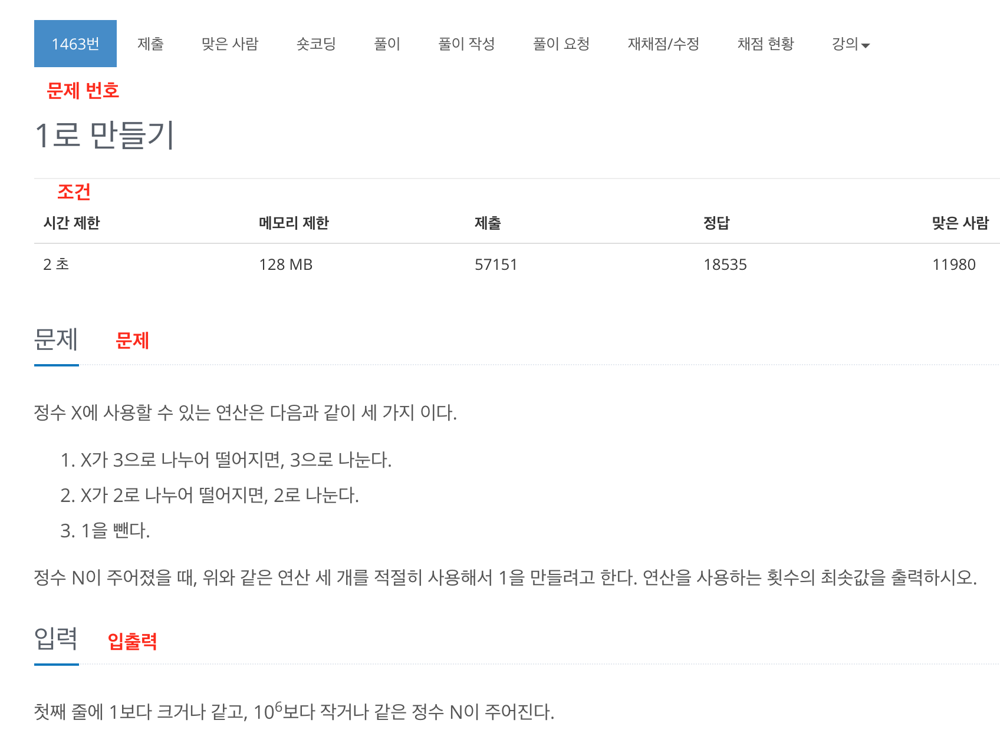 1463번 제출 맞은 사람 숏코딩 풀이 풀이 작성 풀이 요청 재채점/수정 채점 현황 강의
문제 번호
1로 만들기
조건
시간 제한 메모리 제한 제출 정답 맞은 사람
2 초 128 MB 57151 18535 11980
문제 문제
정수 X에 사용할 수 있는 연산은 다음과 같이 세 가지 이다.
1. X가 3으로 나누어 떨어지면, 3으로 나눈다.
2. X가 2로 나누어 떨어지면, 2로 나눈다.
3. 1을 뺀다.
정수 N이 주어졌을 때, 위와 같은 연산 세 개를 적절히 사용해서 1을 만들려고 한다. 연산을 사용하는 횟수의 최솟값을 출력하시오.
입력 입출력
첫째 줄에 1보다 크거나 같고, 10⁶보다 작거나 같은 정수 N이 주어진다.